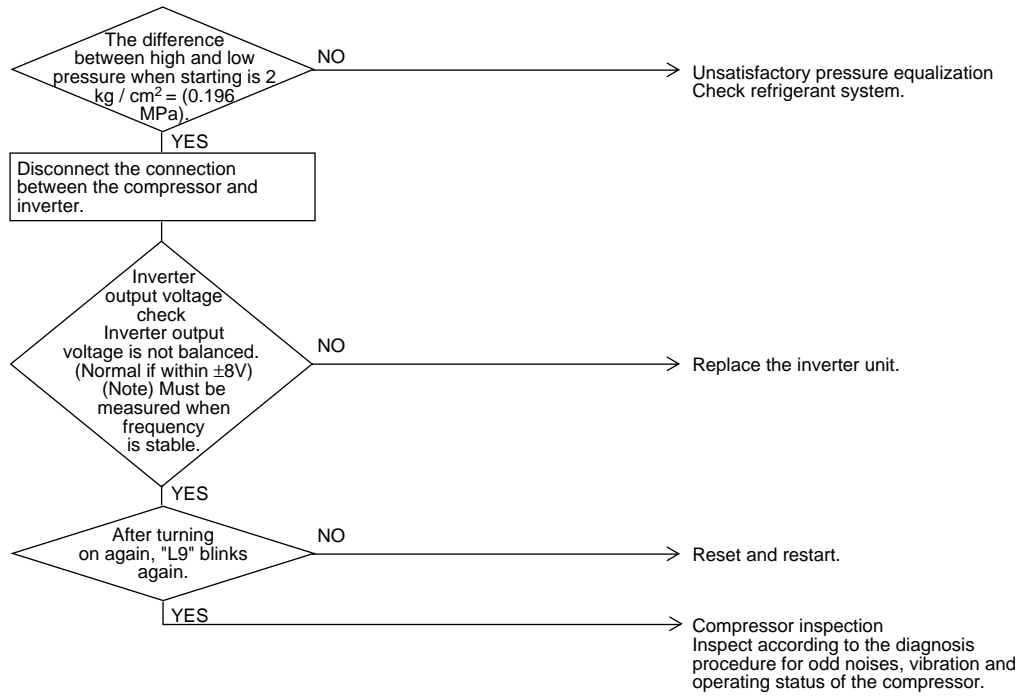 The difference
between high and low
pressure when starting is 2
kg / cm² = (0.196
MPa).
NO
Unsatisfactory pressure equalization
Check refrigerant system.
YES
Disconnect the connection
between the compressor and
inverter.
Inverter
output voltage
check
Inverter output
voltage is not balanced.
(Normal if within ±8V)
(Note) Must be
measured when
frequency
is stable.
NO
Replace the inverter unit.
YES
After turning
on again, "L9" blinks
again.
NO
Reset and restart.
YES
Compressor inspection
Inspect according to the diagnosis
procedure for odd noises, vibration and
operating status of the compressor.